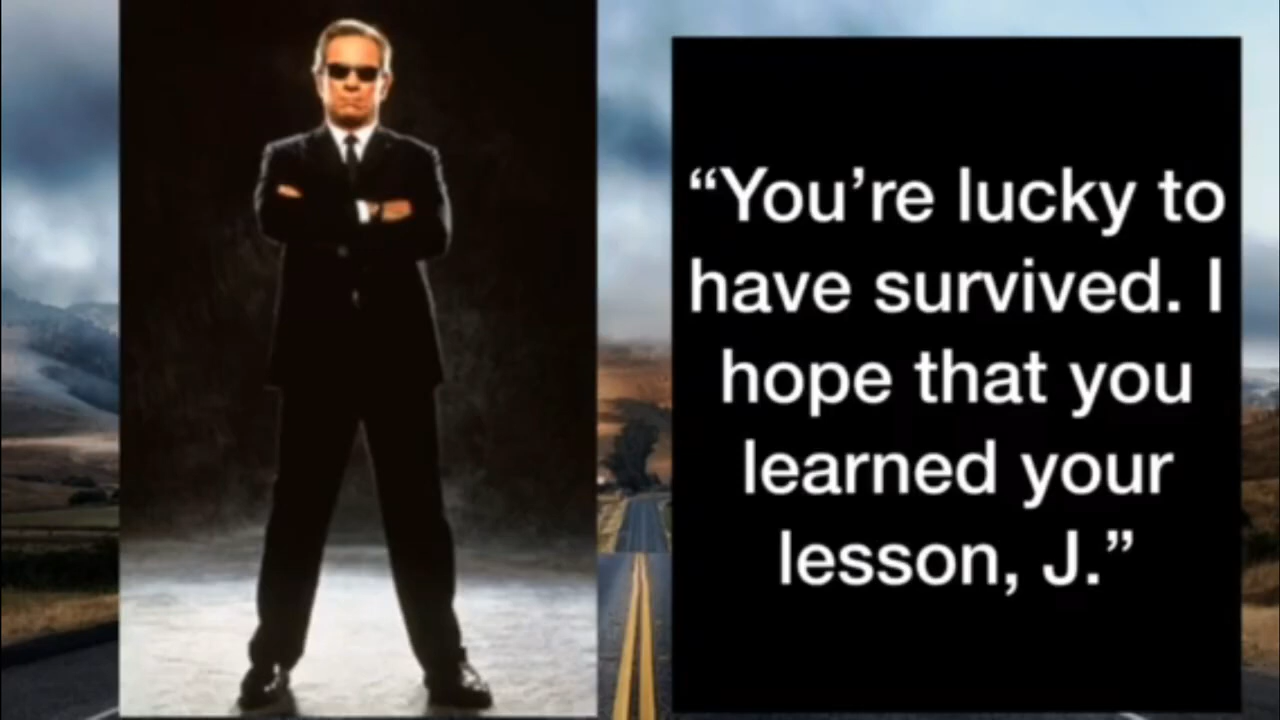 “You’re lucky to
have survived. I
hope that you
learned your
lesson, J.”